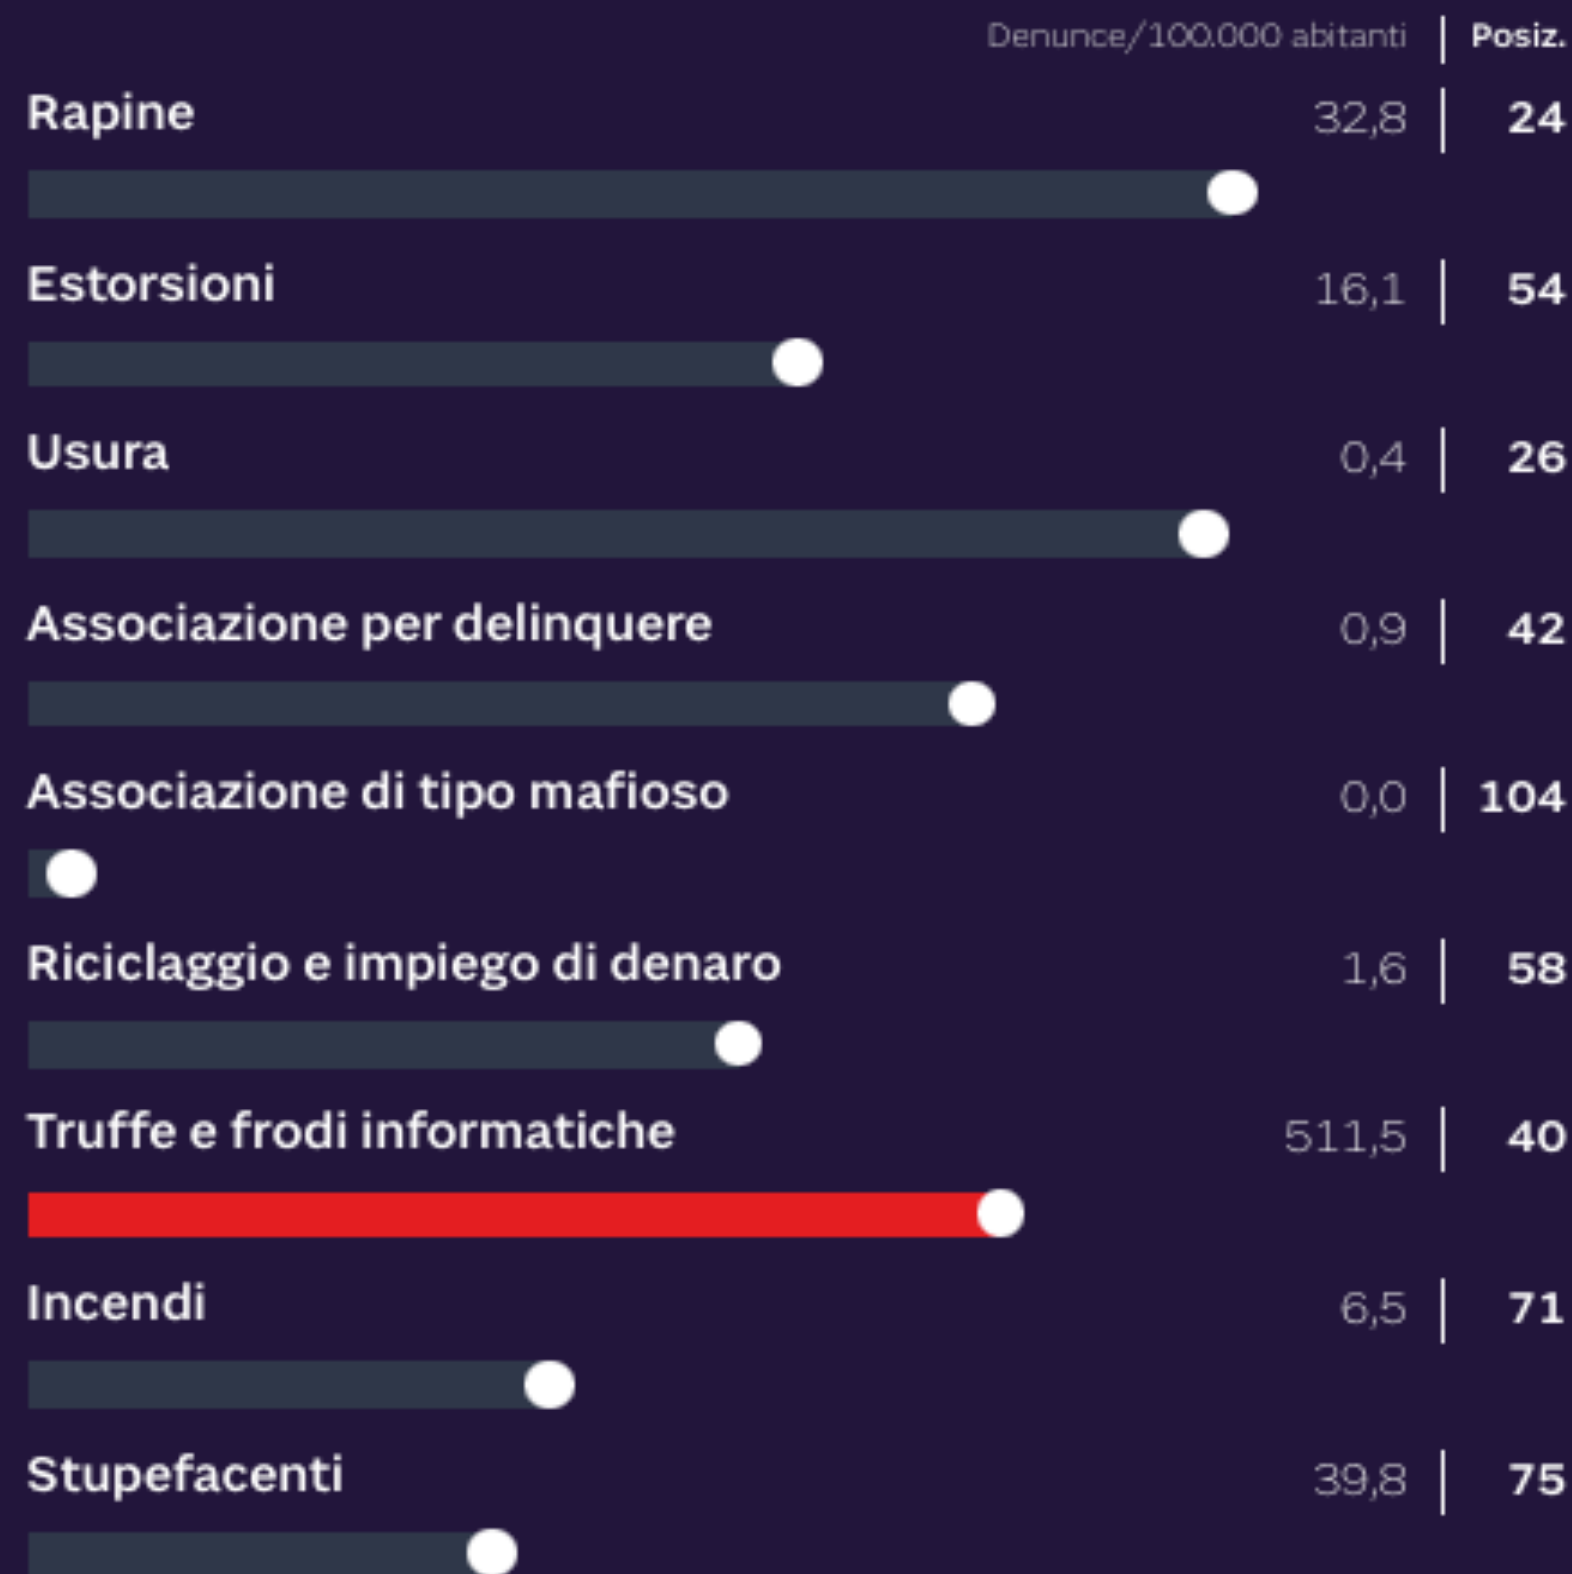 Denunce/100.000 abitanti | Posiz.
Rapine 32,8 | 24
Estorsioni 16,1 | 54
Usura 0,4 | 26
Associazione per delinquere 0,9 | 42
Associazione di tipo mafioso 0,0 | 104
Riciclaggio e impiego di denaro 1,6 | 58
Truffe e frodi informatiche 511,5 | 40
Incendi 6,5 | 71
Stupefacenti 39,8 | 75